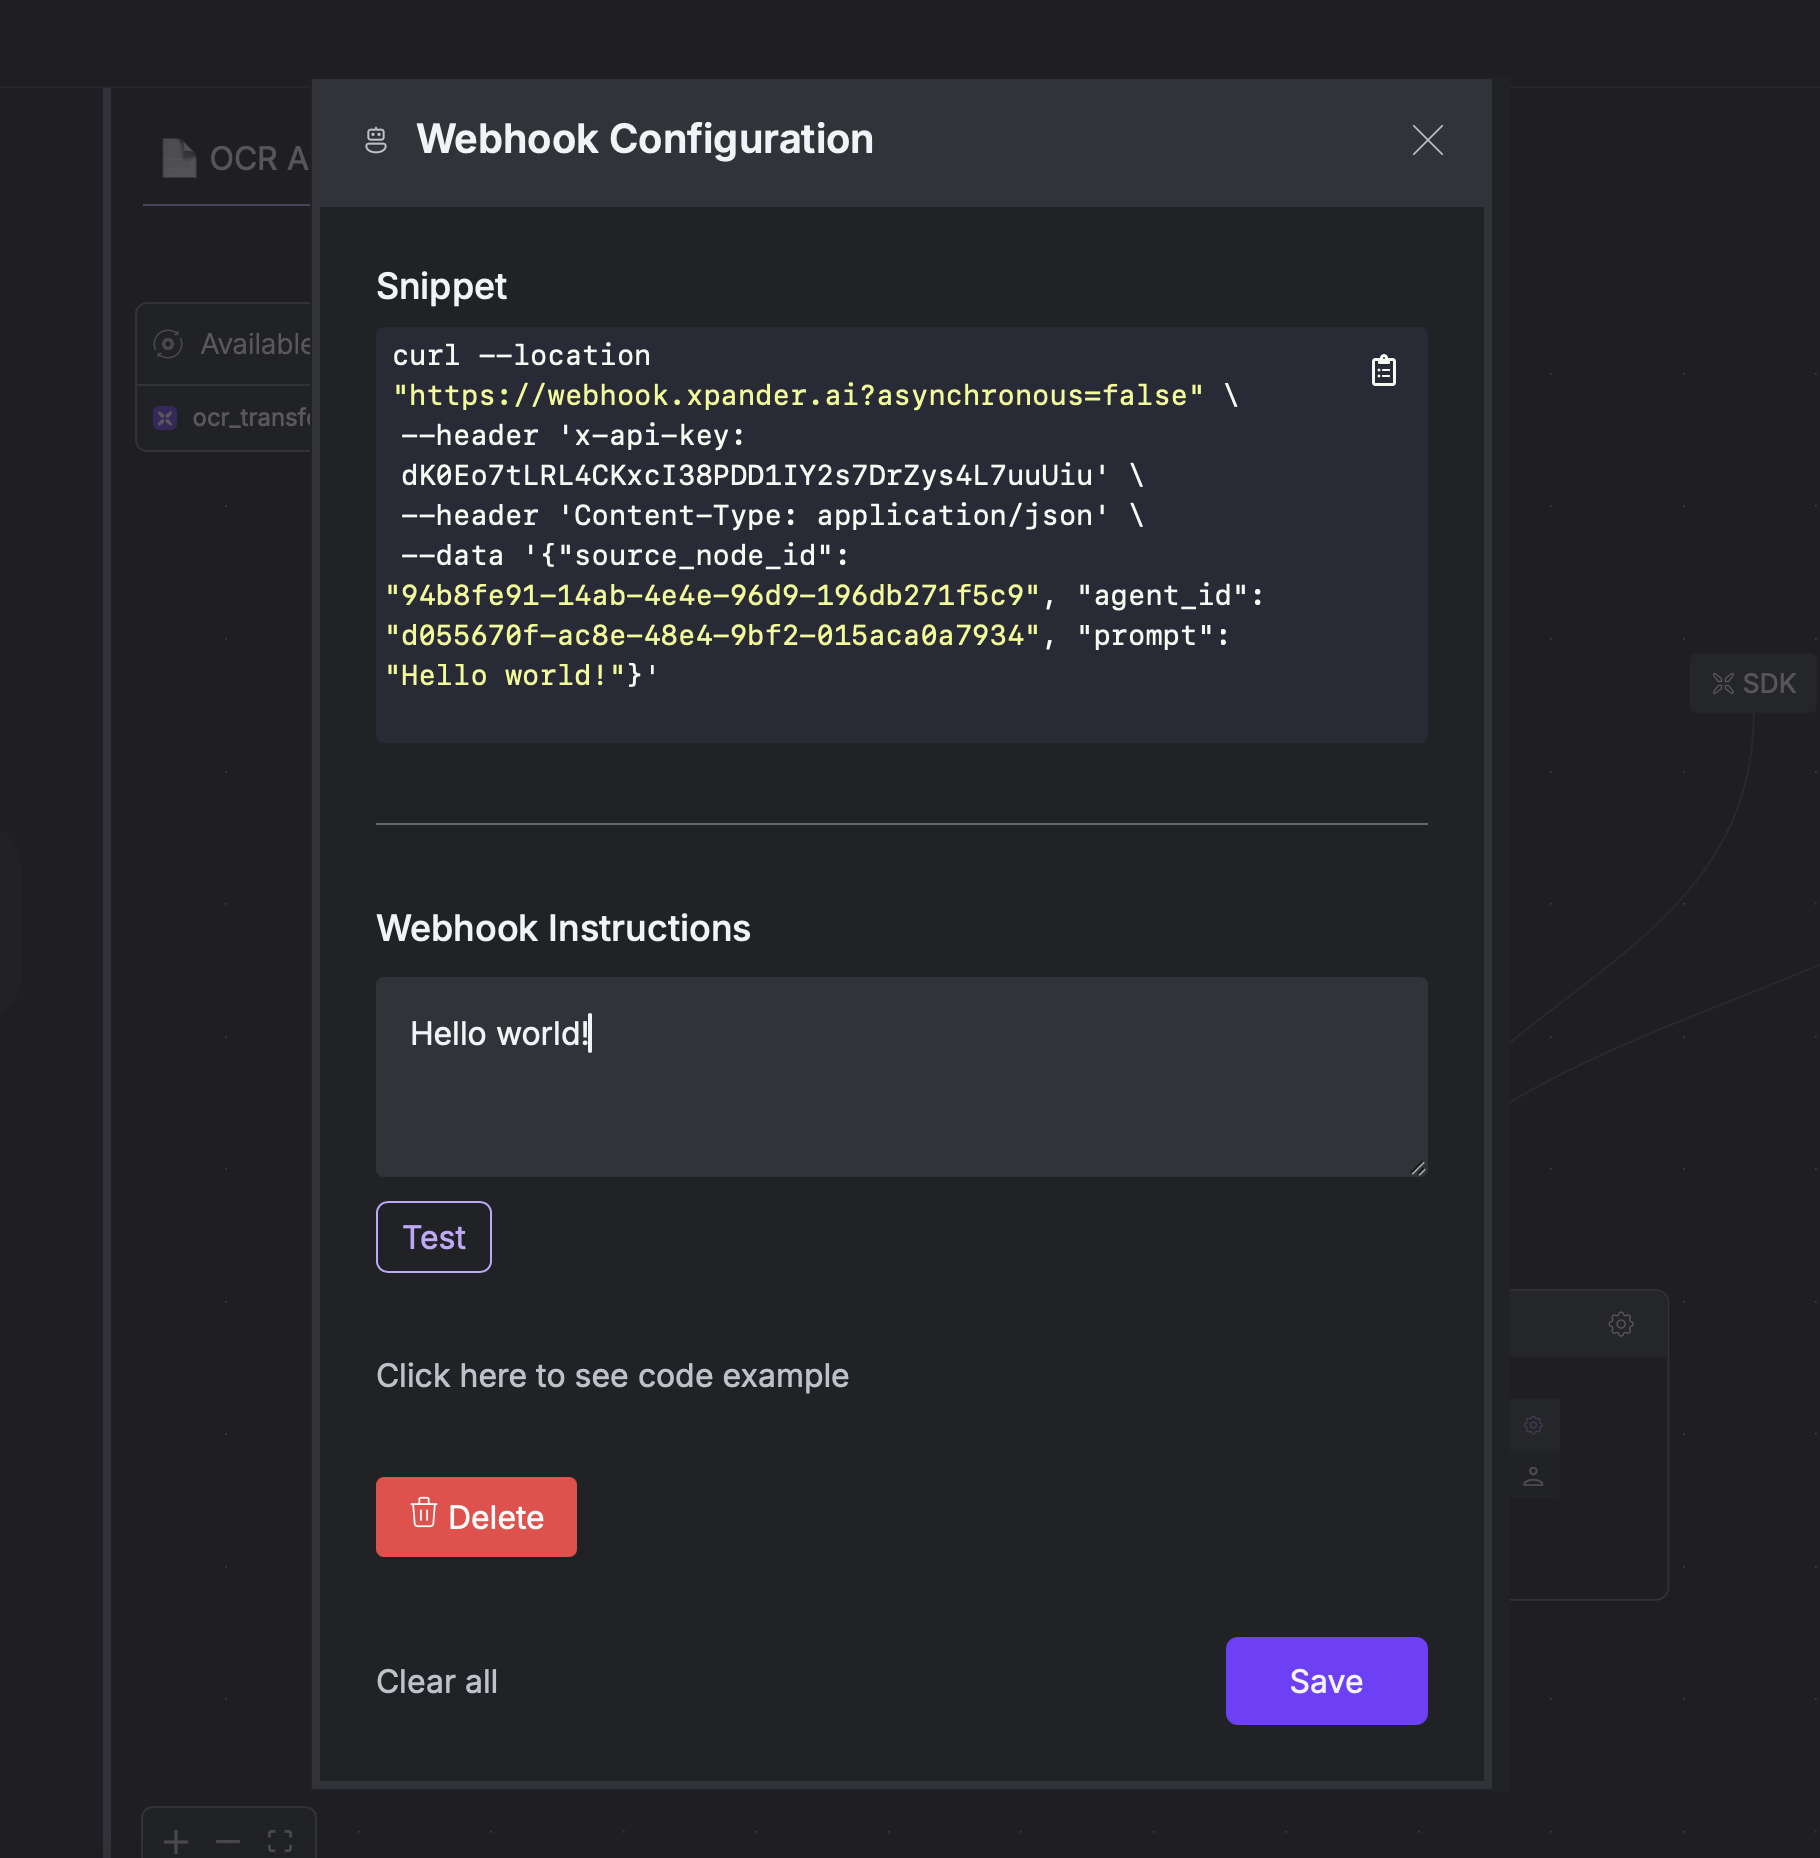 OCR A
Webhook Configuration
Available
ocr_transfe
Snippet
curl --location
"https://webhook.xpander.ai?asynchronous=false" \
--header 'x-api-key:
dK0Eo7tLRL4CKxcI38PDD1IY2s7DrZys4L7uuUiu' \
--header 'Content-Type: application/json' \
--data '{"source_node_id":
"94b8fe91-14ab-4e4e-96d9-196db271f5c9", "agent_id":
"d055670f-ac8e-48e4-9bf2-015aca0a7934", "prompt":
"Hello world!"}'
SDK
Webhook Instructions
Hello world!
Test
Click here to see code example
Delete
Clear all
Save